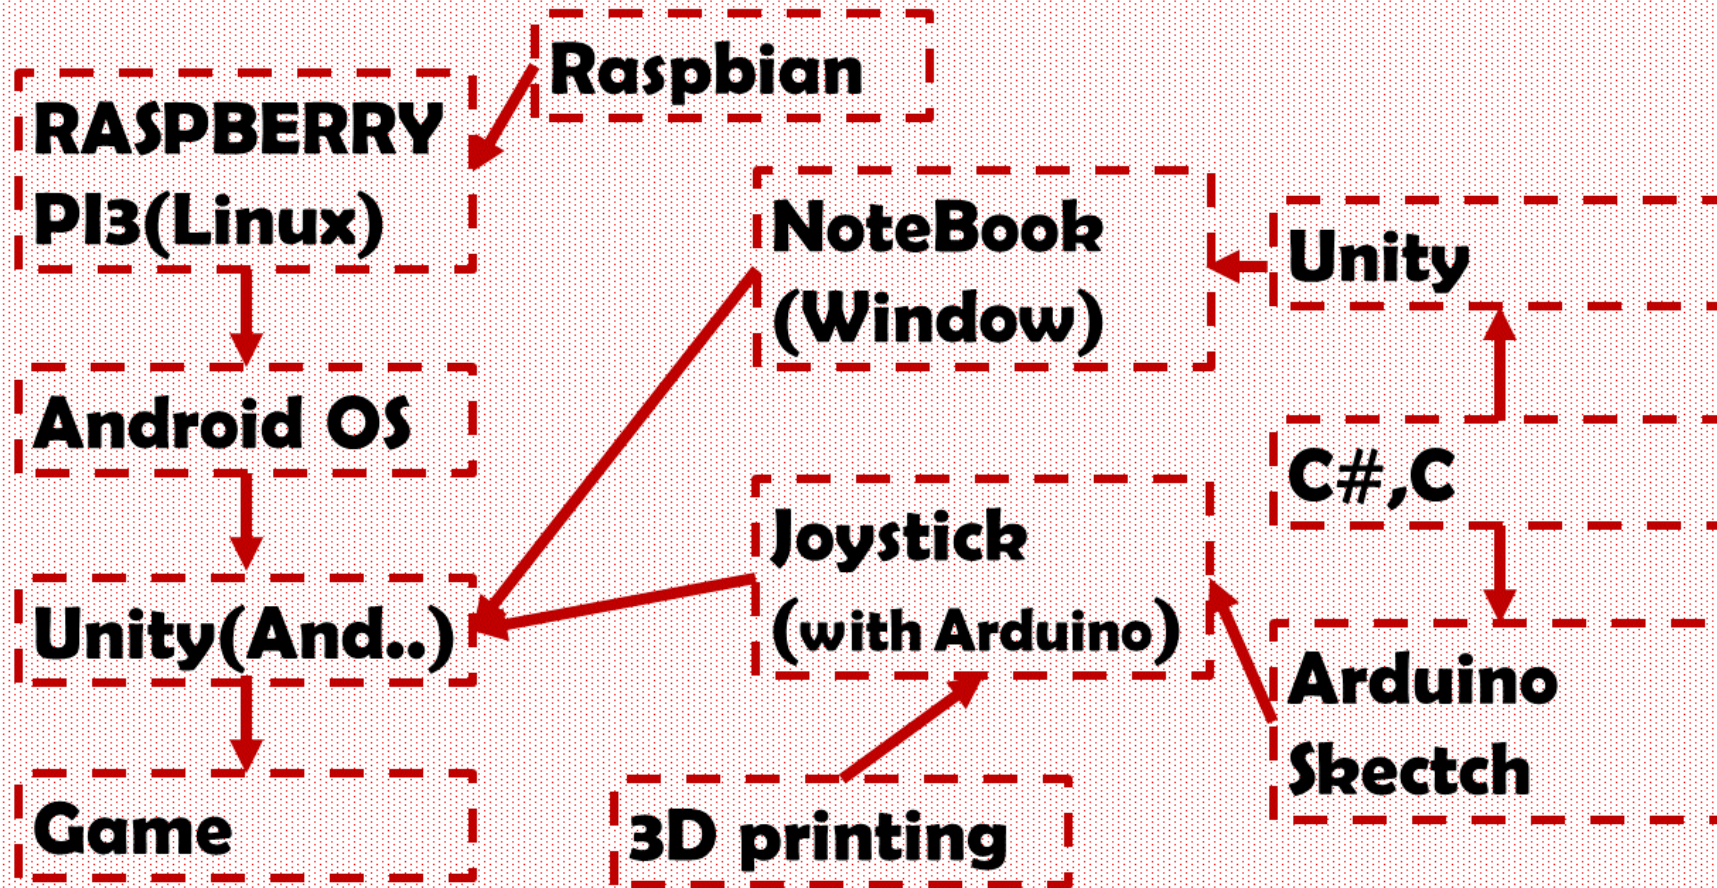 Raspbian
RASPBERRY
PI3(Linux)
NoteBook
(Window)
Unity
Android OS
C#,C
Joystick
(with Arduino)
Unity(And..)
Arduino
Skectch
Game
3D printing